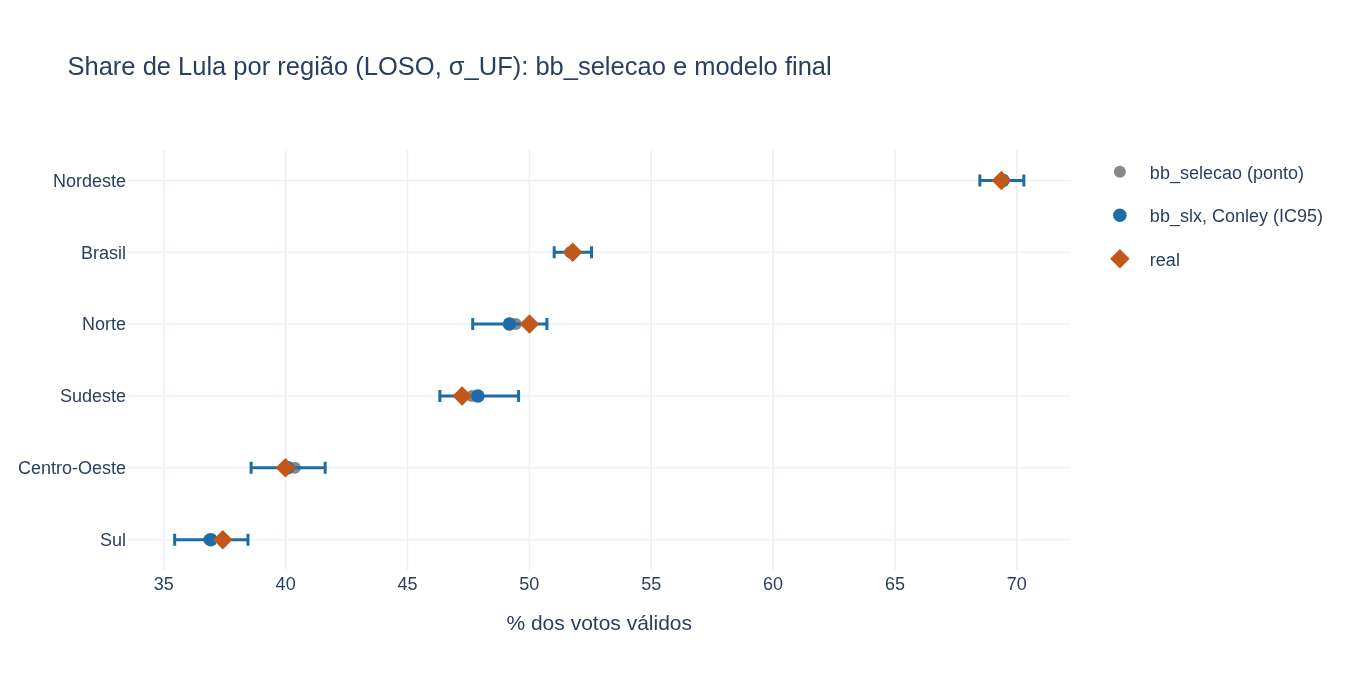 Share de Lula por região (LOSO, σ_UF): bb_selecao e modelo final
Nordeste
Brasil
Norte
Sudeste
Centro-Oeste
Sul
35 40 45 50 55 60 65 70
% dos votos válidos
bb_selecao (ponto)
bb_slx, Conley (IC95)
real